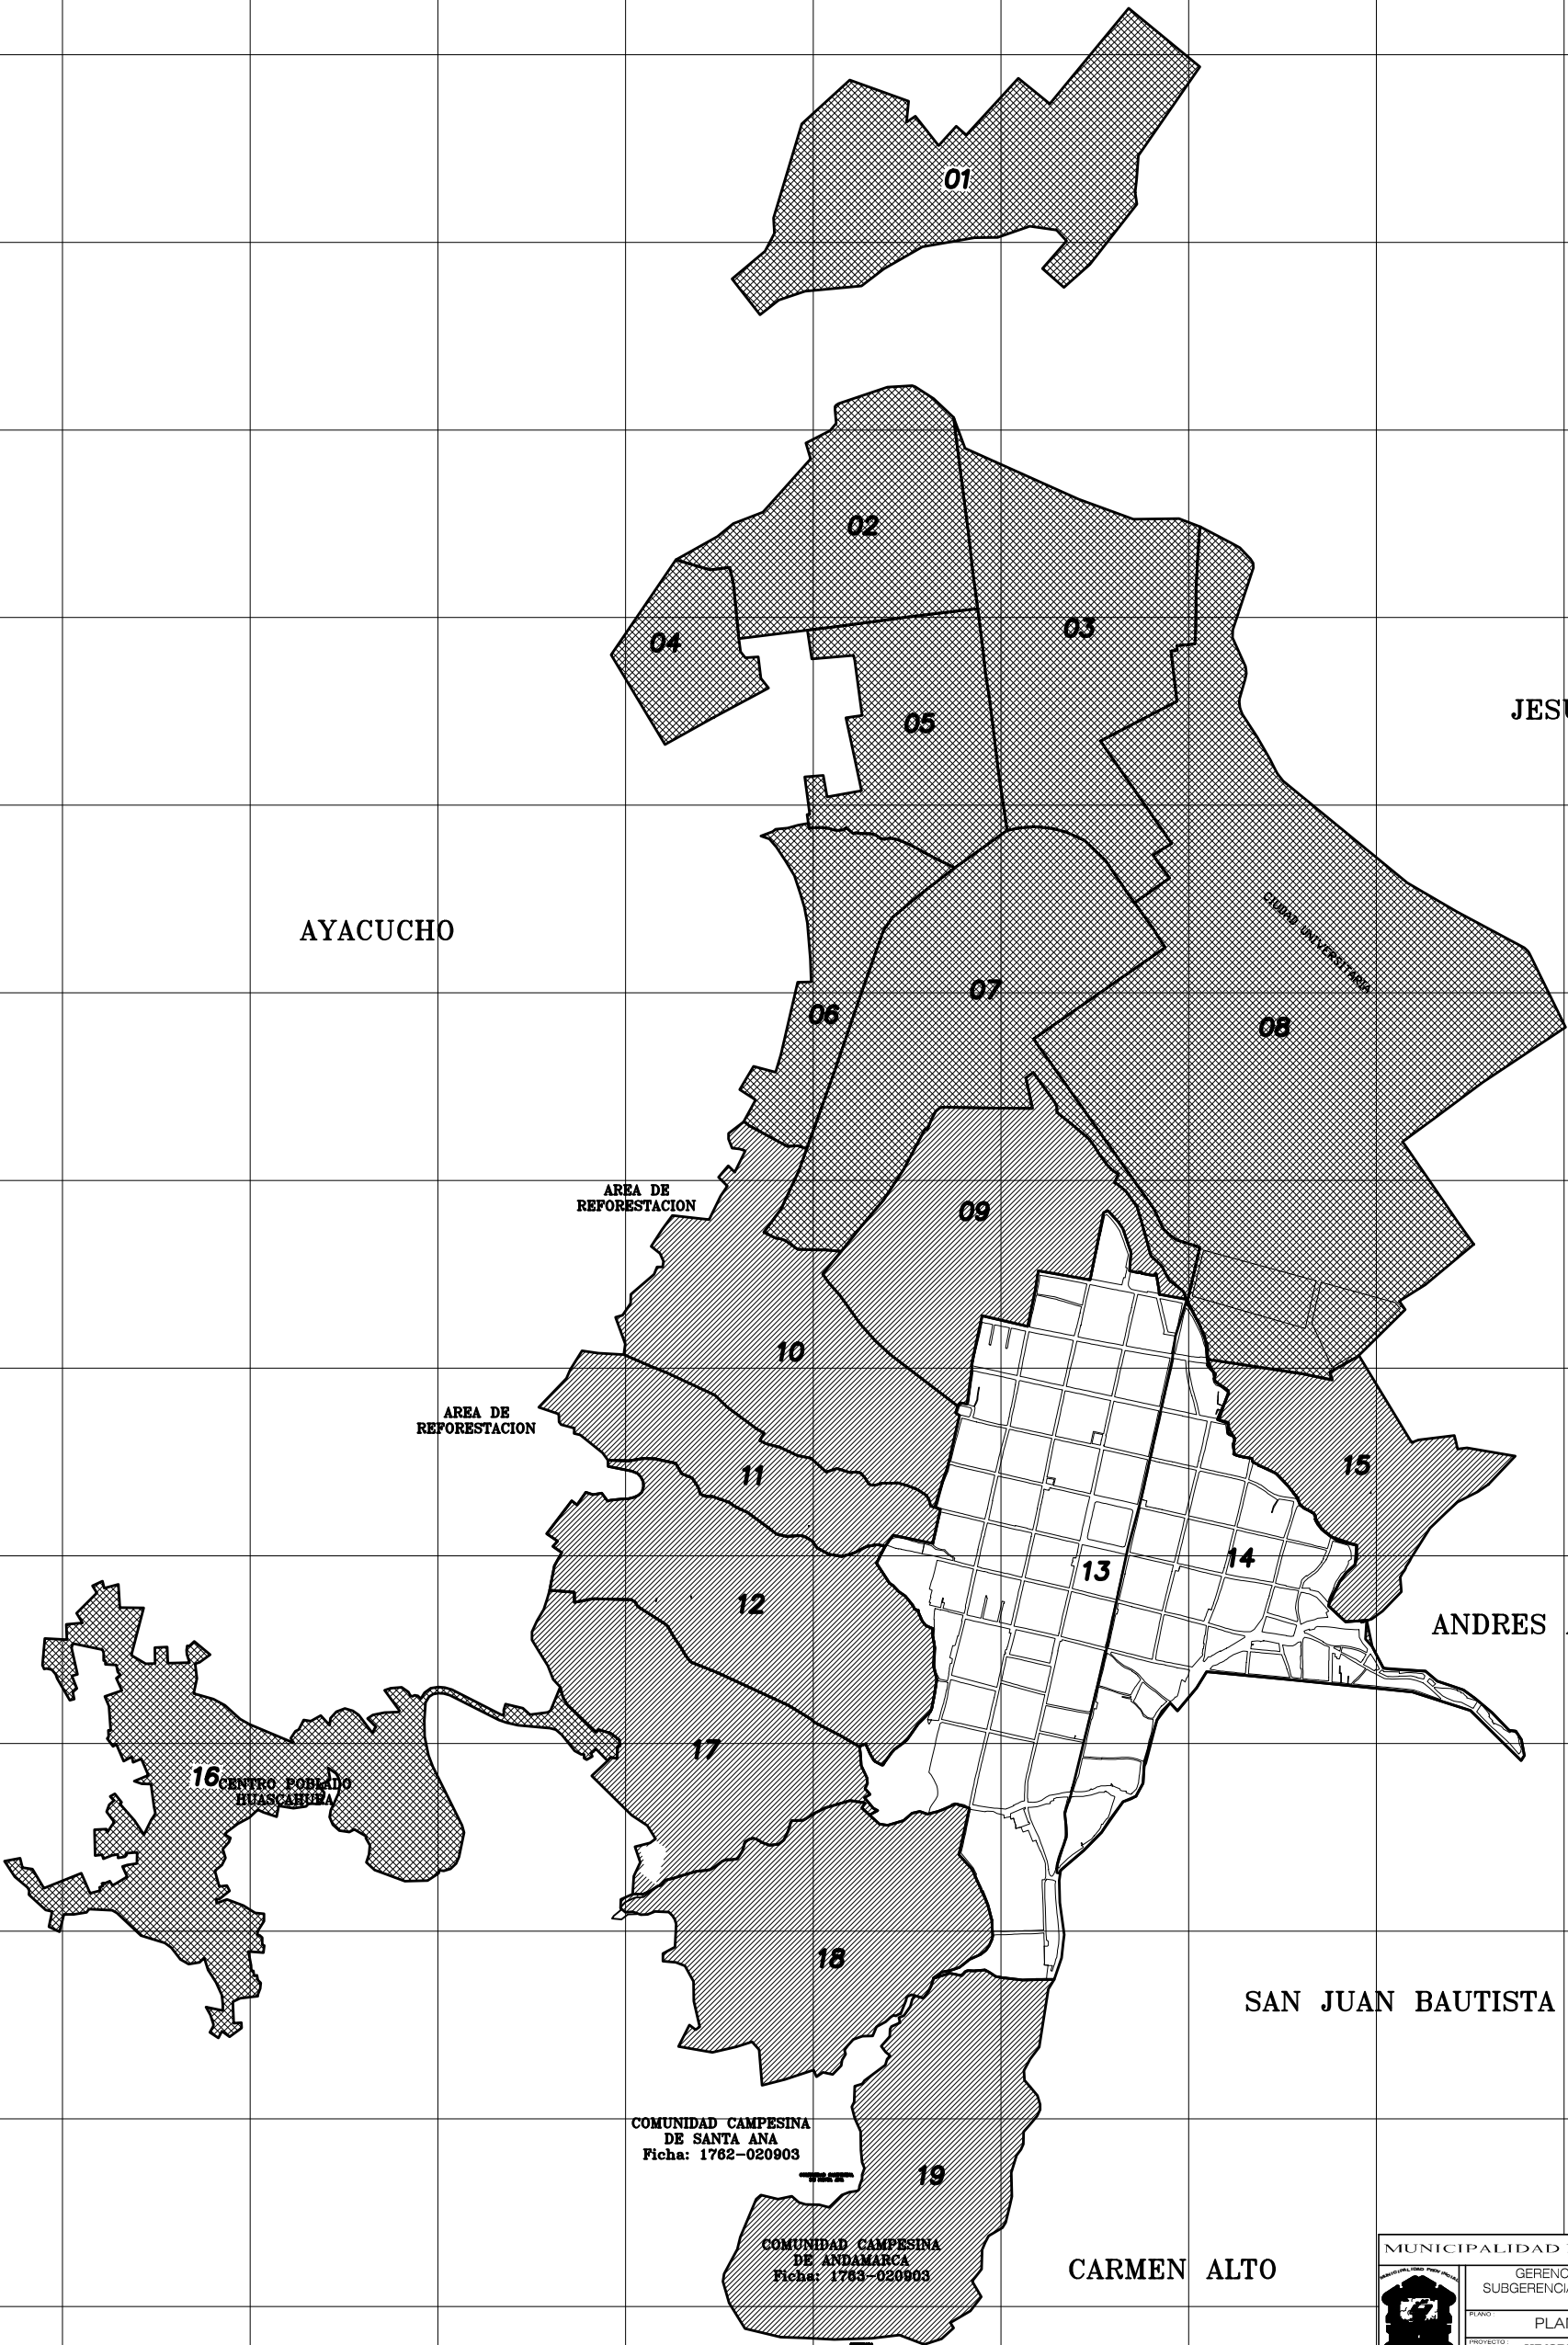 01
02
03
04
05
JESU
CIUDAD UNIVERSITARIA
AYACUCHO
07
06
08
AREA DE
REFORESTACION
09
10
AREA DE
REFORESTACION
11
15
13
14
12
ANDRES
17
16
CENTRO POBLADO
HUASCAHURA
18
SAN JUAN BAUTISTA
COMUNIDAD CAMPESINA
DE SANTA ANA
Ficha: 1762-020903
19
COMUNIDAD CAMPESINA
DE ANDAMARCA
Ficha: 1763-020903
CARMEN ALTO
MUNICIPALIDAD
GERENC
SUBGERENCIA
PLANO :
PLAN
PROYECTO :